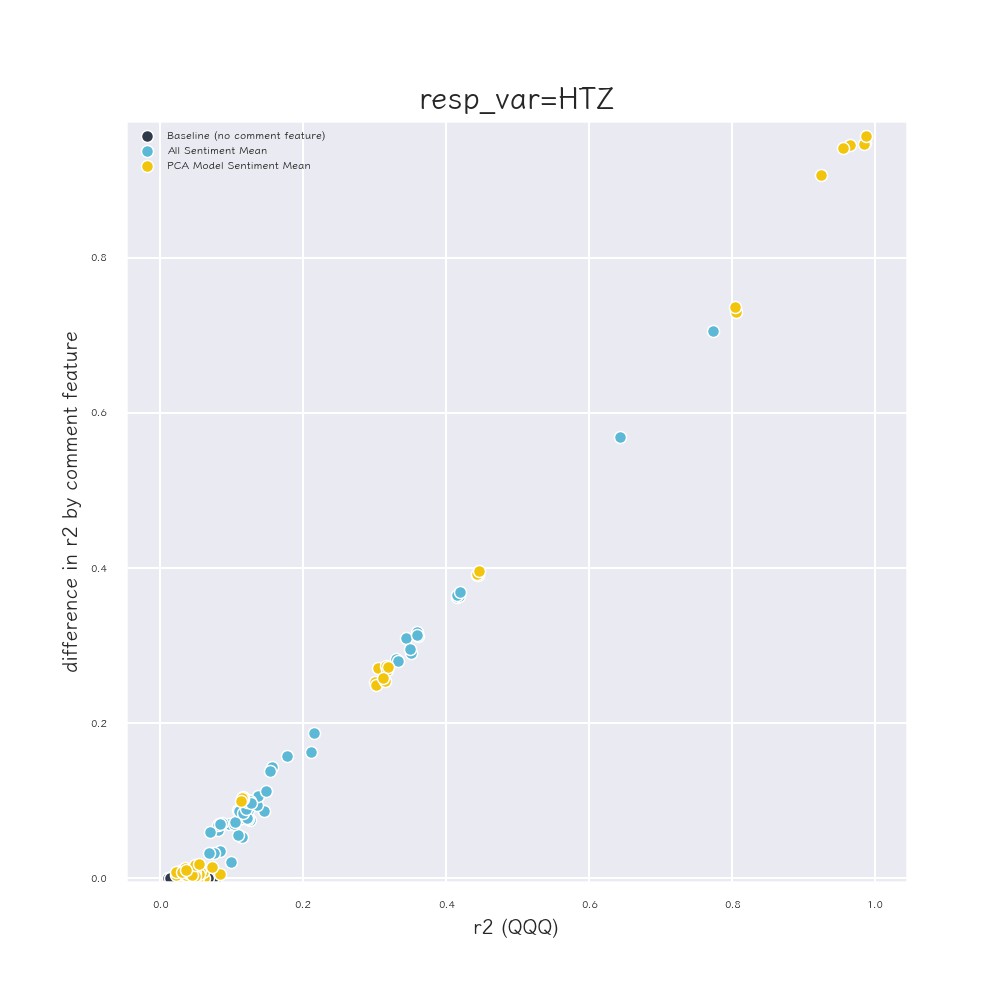 resp_var=HTZ
Baseline (no comment feature)
All Sentiment Mean
PCA Model Sentiment Mean
difference in r2 by comment feature
0.8
0.6
0.4
0.2
0.0
0.0 0.2 0.4 0.6 0.8 1.0
r2 (QQQ)